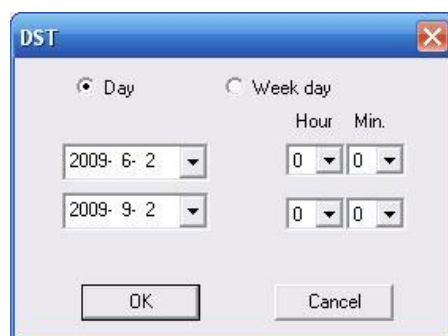 DST
Day Week day
Hour Min.
2009- 6- 2 0 0
2009- 9- 2 0 0
OK Cancel